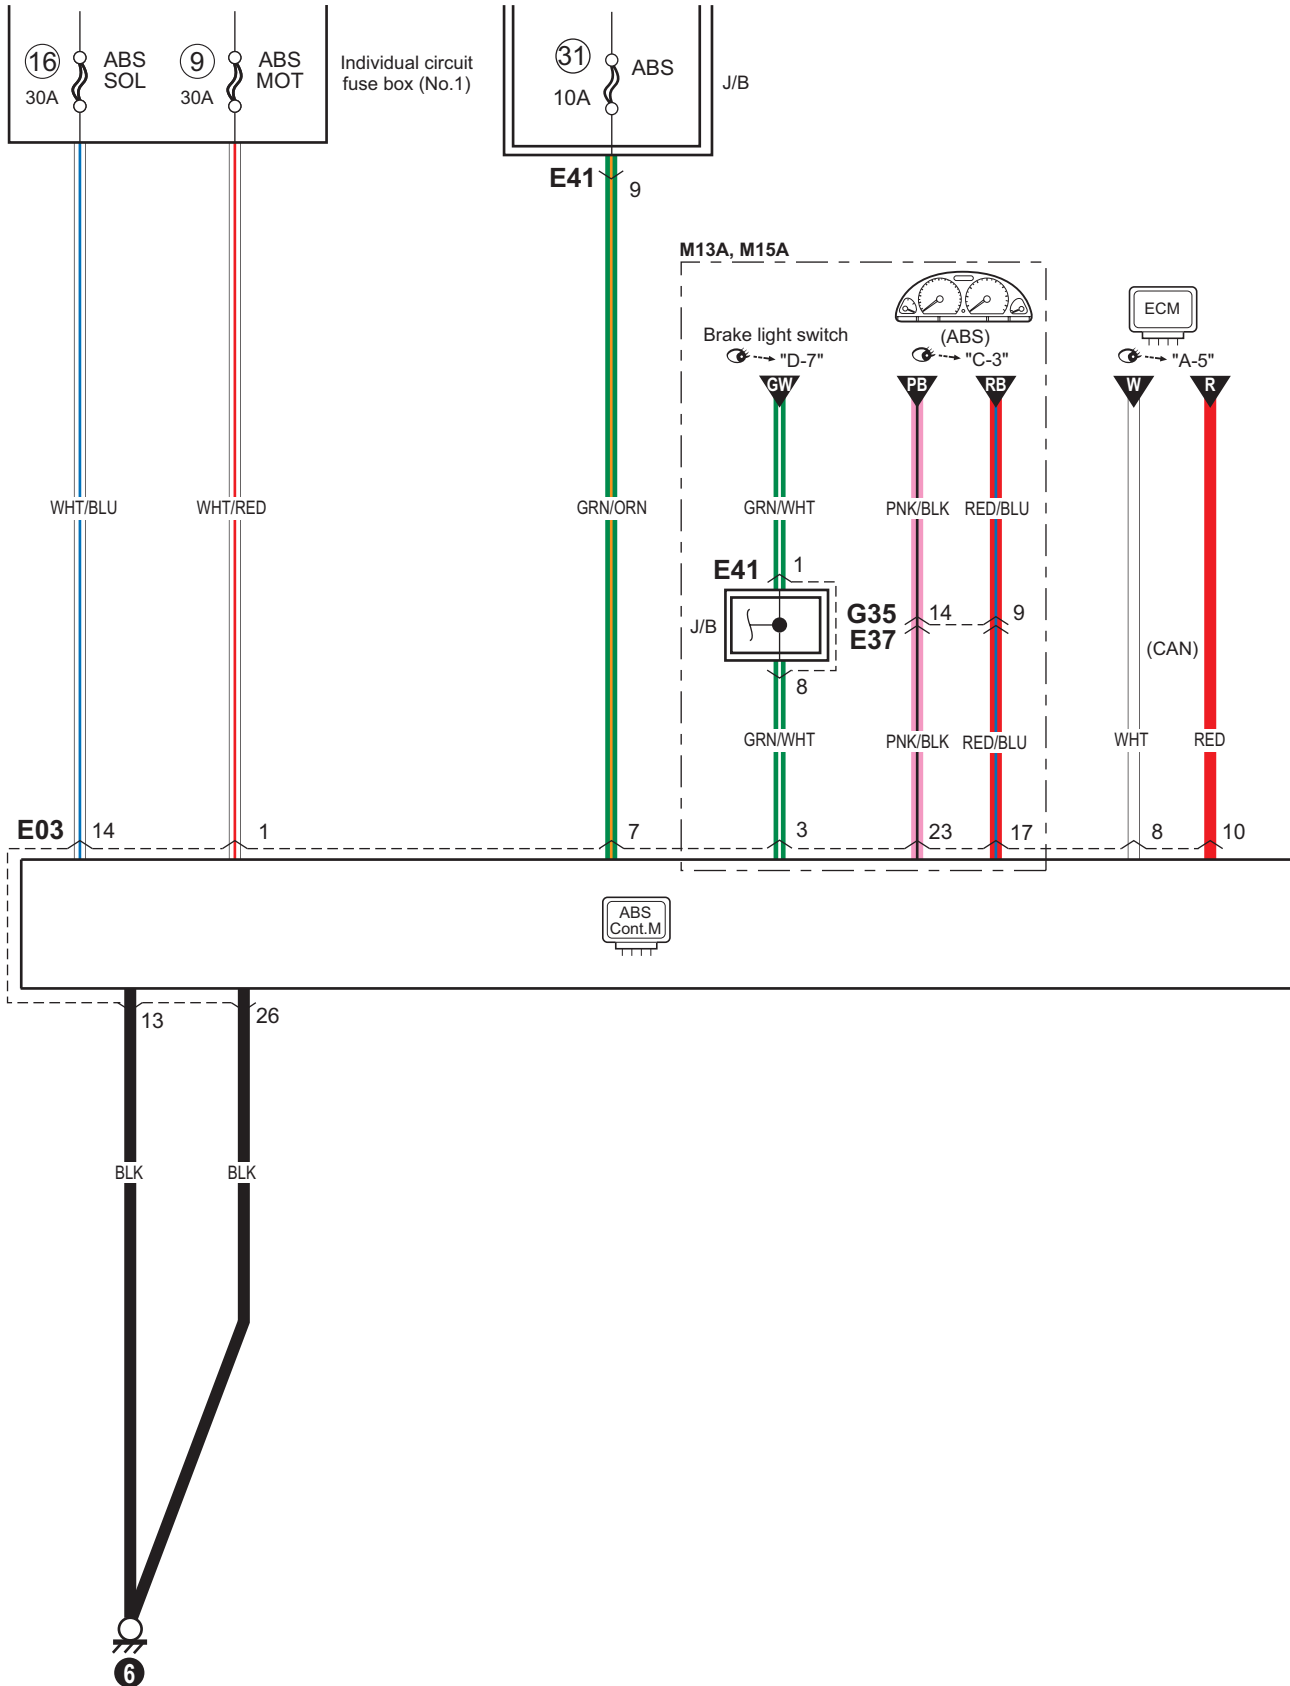 16
ABS
SOL
30A
9
ABS
MOT
30A
Individual circuit
fuse box (No.1)
31
ABS
10A
J/B
E41
9
M13A, M15A
ECM
Brake light switch
(ABS)
"D-7"
"C-3"
"A-5"
GW
PB
RB
W
R
WHT/BLU
WHT/RED
GRN/ORN
GRN/WHT
PNK/BLK
RED/BLU
E41
1
J/B
G35
14
9
E37
(CAN)
8
GRN/WHT
PNK/BLK
RED/BLU
WHT
RED
E03
14
1
7
3
23
17
8
10
ABS
Cont.M
13
26
BLK
BLK
6